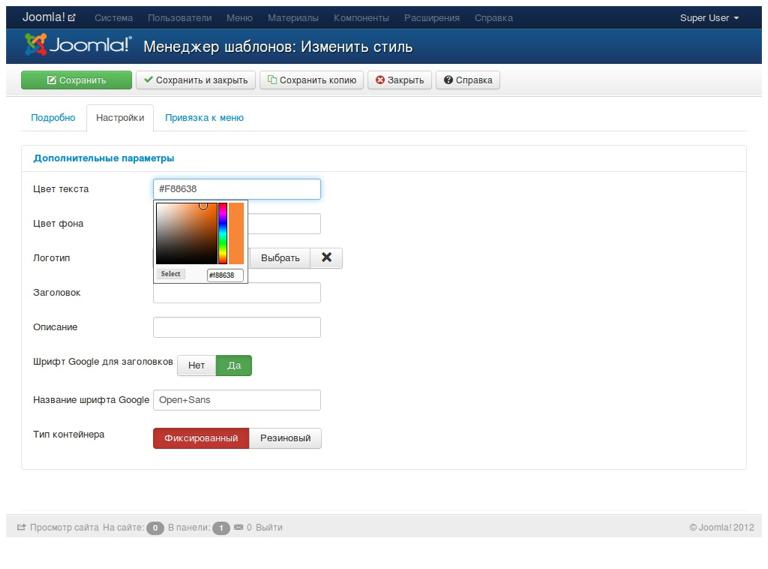 Joomla! Система Пользователи Меню Материалы Компоненты Расширения Справка Super User
Joomla! Менеджер шаблонов: Изменить стиль
Сохранить Сохранить и закрыть Сохранить копию Закрыть Справка
Подробно Настройки Привязка к меню
Дополнительные параметры
Цвет текста #F88638
Цвет фона
Логотип Выбрать
Select #f88638
Заголовок
Описание
Шрифт Google для заголовков Нет Да
Название шрифта Google Open+Sans
Тип контейнера Фиксированный Резиновый
Просмотр сайта На сайте: 0 В панели: 1 0 Выйти © Joomla! 2012